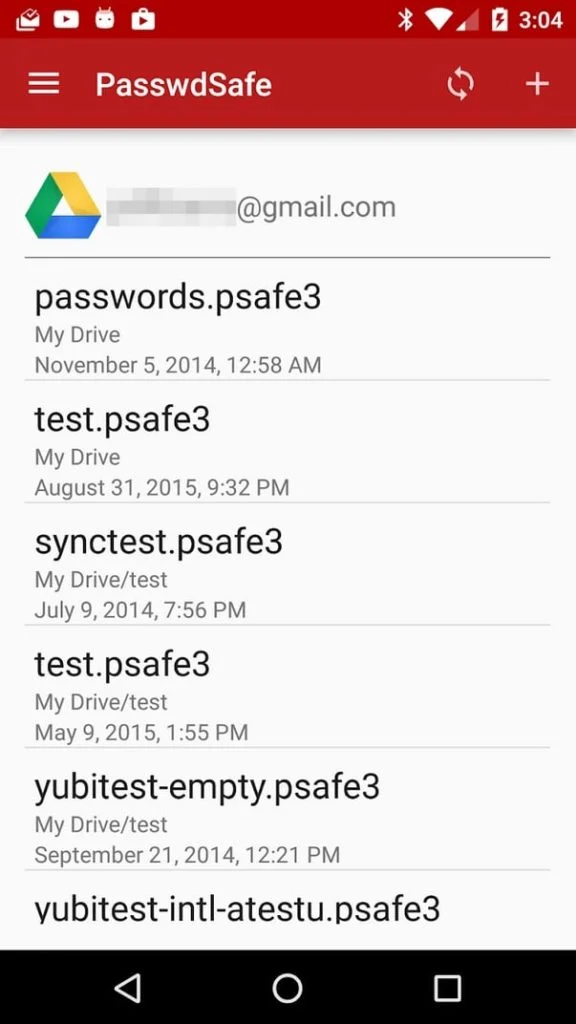 3:04
PasswdSafe
@gmail.com
passwords.psafe3
My Drive
November 5, 2014, 12:58 AM
test.psafe3
My Drive
August 31, 2015, 9:32 PM
synctest.psafe3
My Drive/test
July 9, 2014, 7:56 PM
test.psafe3
My Drive/test
May 9, 2015, 1:55 PM
yubitest-empty.psafe3
My Drive/test
September 21, 2014, 12:21 PM
yubitest-intl-atestu.psafe3